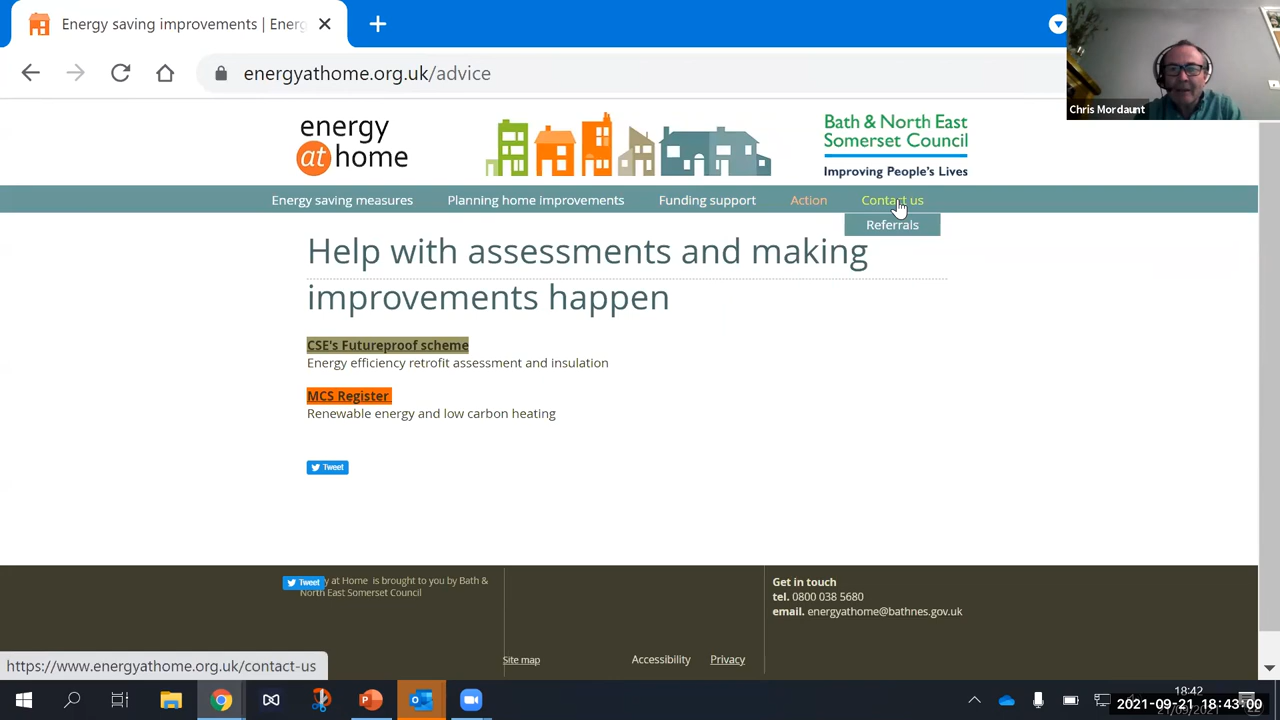 Energy saving improvements | Energ
energyathome.org.uk/advice
Chris Mordaunt
energy
at home
Bath & North East
Somerset Council
Improving People's Lives
Energy saving measures
Planning home improvements
Funding support
Action
Contact us
Referrals
Help with assessments and making
improvements happen
CSE's Futureproof scheme
Energy efficiency retrofit assessment and insulation
MCS Register
Renewable energy and low carbon heating
Tweet
Tweet
y at Home is brought to you by Bath &
North East Somerset Council
Get in touch
tel. 0800 038 5680
email. energyathome@bathnes.gov.uk
Site map
Accessibility
Privacy
https://www.energyathome.org.uk/contact-us
18:42
2021-09-21 18:43:00